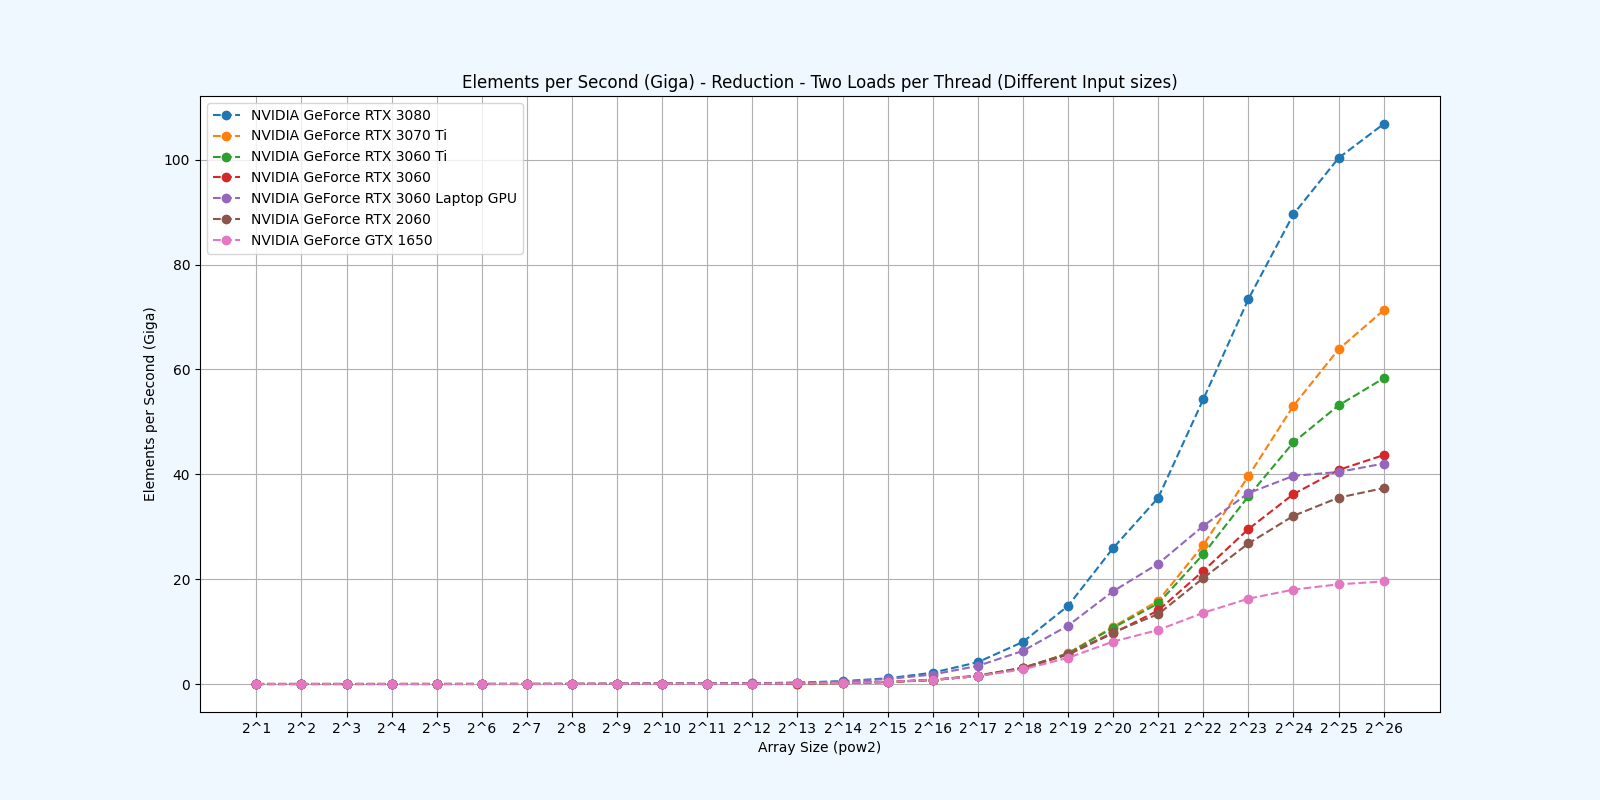 Elements per Second (Giga) - Reduction - Two Loads per Thread (Different Input sizes)
NVIDIA GeForce RTX 3080
NVIDIA GeForce RTX 3070 Ti
NVIDIA GeForce RTX 3060 Ti
NVIDIA GeForce RTX 3060
NVIDIA GeForce RTX 3060 Laptop GPU
NVIDIA GeForce RTX 2060
NVIDIA GeForce GTX 1650
Elements per Second (Giga)
100
80
60
40
20
0
2^1 2^2 2^3 2^4 2^5 2^6 2^7 2^8 2^9 2^10 2^11 2^12 2^13 2^14 2^15 2^16 2^17 2^18 2^19 2^20 2^21 2^22 2^23 2^24 2^25 2^26
Array Size (pow2)